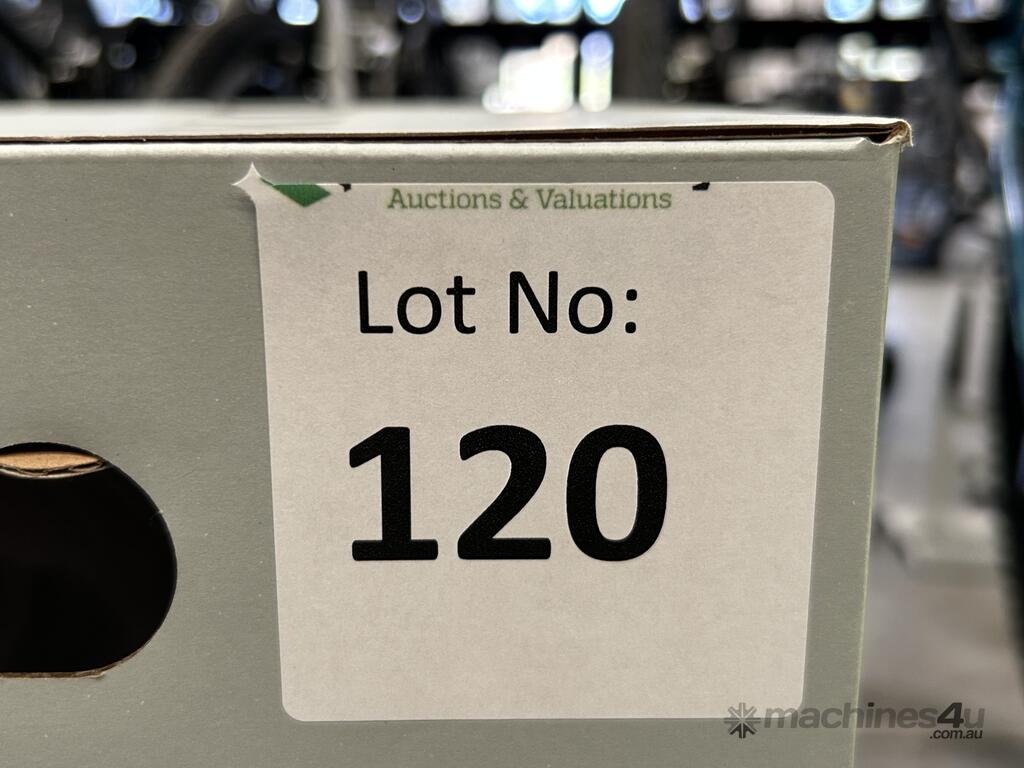 Auctions & Valuations
Lot No:
120
machines4u
.com.au